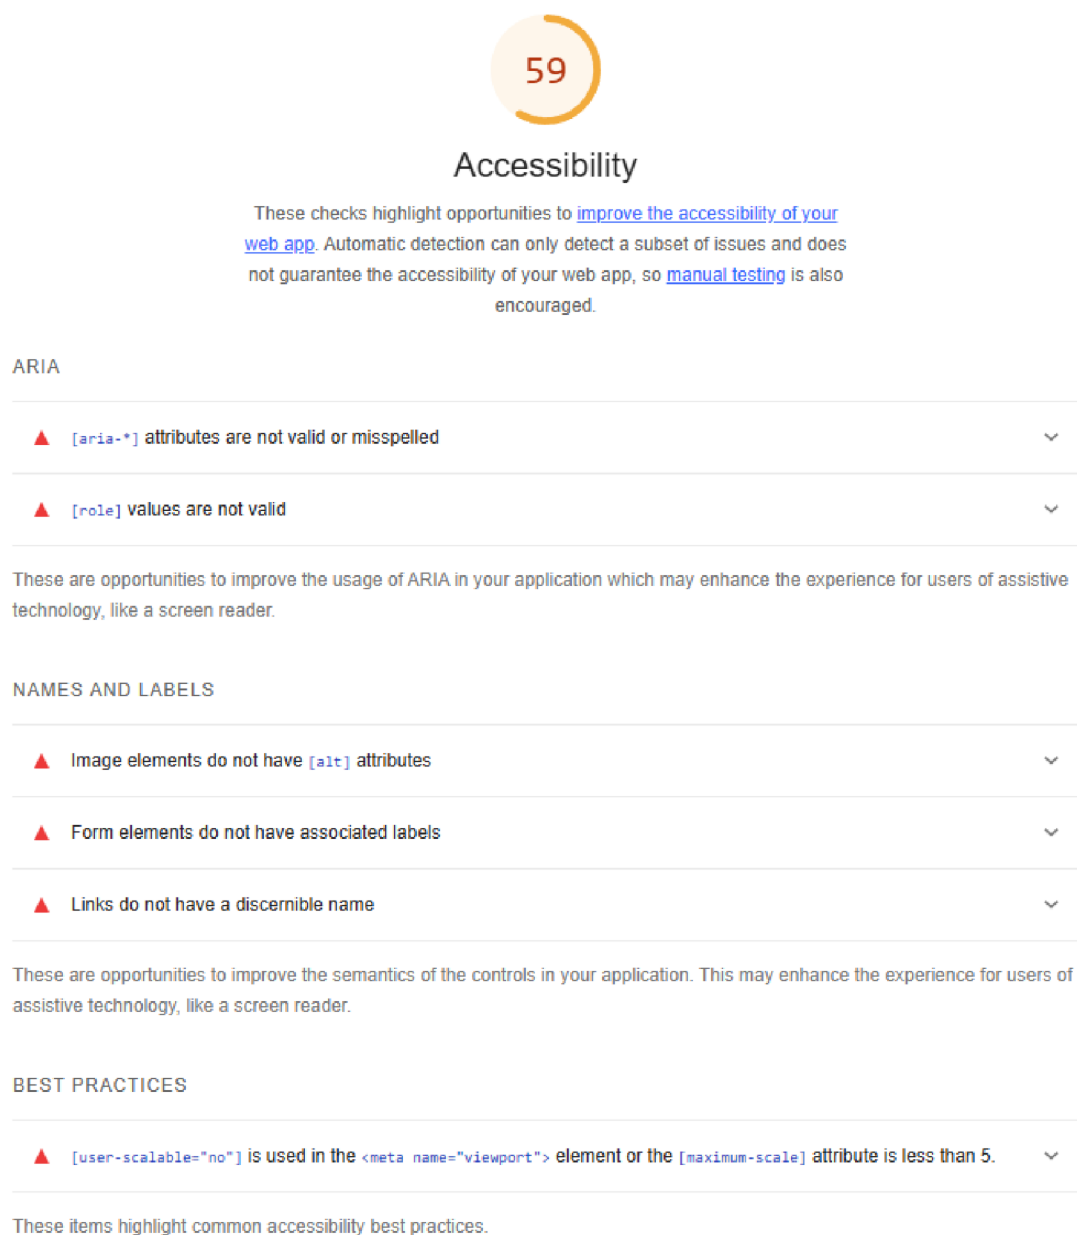 59
Accessibility
These checks highlight opportunities to improve the accessibility of your
web app. Automatic detection can only detect a subset of issues and does
not guarantee the accessibility of your web app, so manual testing is also
encouraged.
ARIA
[aria-*] attributes are not valid or misspelled
[role] values are not valid
These are opportunities to improve the usage of ARIA in your application which may enhance the experience for users of assistive
technology, like a screen reader.
NAMES AND LABELS
Image elements do not have [alt] attributes
Form elements do not have associated labels
Links do not have a discernible name
These are opportunities to improve the semantics of the controls in your application. This may enhance the experience for users of
assistive technology, like a screen reader.
BEST PRACTICES
[user-scalable="no"] is used in the <meta name="viewport"> element or the [maximum-scale] attribute is less than 5.
These items highlight common accessibility best practices.